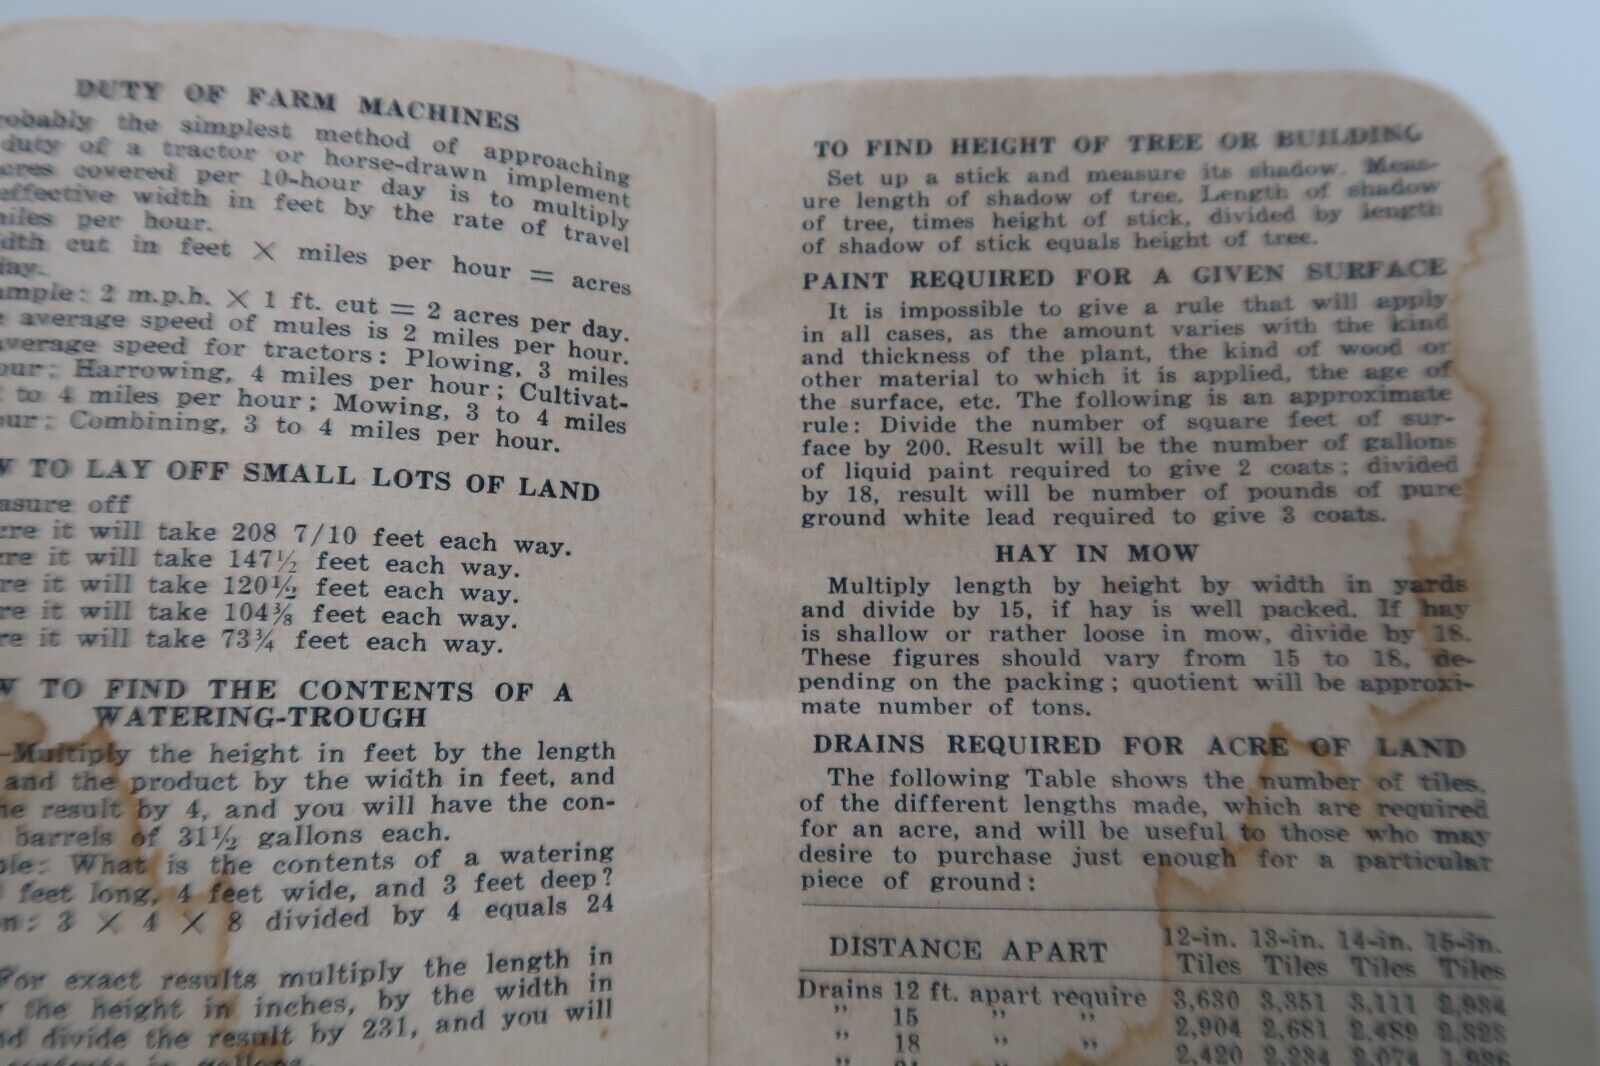 DUTY OF FARM MACHINES
robably the simplest method of approaching
duty of a tractor or horse-drawn implement
cres covered per 10-hour day is to multiply
effective width in feet by the rate of travel
miles per hour.
idth cut in feet × miles per hour = acres
day.
ample: 2 m.p.h. × 1 ft. cut = 2 acres per day.
e average speed of mules is 2 miles per hour.
average speed for tractors: Plowing, 3 miles
our; Harrowing, 4 miles per hour; Cultivat-
to 4 miles per hour; Mowing, 3 to 4 miles
our; Combining, 3 to 4 miles per hour.
W TO LAY OFF SMALL LOTS OF LAND
easure off
cre it will take 208 7/10 feet each way.
cre it will take 147½ feet each way.
re it will take 120½ feet each way.
re it will take 104⅜ feet each way.
re it will take 73¾ feet each way.
W TO FIND THE CONTENTS OF A
WATERING-TROUGH
—Multiply the height in feet by the length
and the product by the width in feet, and
he result by 4, and you will have the con-
barrels of 31½ gallons each.
ple: What is the contents of a watering
feet long, 4 feet wide, and 3 feet deep?
n: 3 × 4 × 8 divided by 4 equals 24
For exact results multiply the length in
y the height in inches, by the width in
nd divide the result by 231, and you will
contents in gallons.
TO FIND HEIGHT OF TREE OR BUILDING
Set up a stick and measure its shadow. Meas-
ure length of shadow of tree. Length of shadow
of tree, times height of stick, divided by length
of shadow of stick equals height of tree.
PAINT REQUIRED FOR A GIVEN SURFACE
It is impossible to give a rule that will apply
in all cases, as the amount varies with the kind
and thickness of the plant, the kind of wood or
other material to which it is applied, the age of
the surface, etc. The following is an approximate
rule: Divide the number of square feet of sur-
face by 200. Result will be the number of gallons
of liquid paint required to give 2 coats; divided
by 18, result will be number of pounds of pure
ground white lead required to give 3 coats.
HAY IN MOW
Multiply length by height by width in yards
and divide by 15, if hay is well packed. If hay
is shallow or rather loose in mow, divide by 18.
These figures should vary from 15 to 18, de-
pending on the packing; quotient will be approxi-
mate number of tons.
DRAINS REQUIRED FOR ACRE OF LAND
The following Table shows the number of tiles,
of the different lengths made, which are required
for an acre, and will be useful to those who may
desire to purchase just enough for a particular
piece of ground:
DISTANCE APART 12-in. Tiles 13-in. Tiles 14-in. Tiles 15-in. Tiles
Drains 12 ft. apart require 3,630 3,351 3,111 2,934
" 15 " " 2,904 2,681 2,489 2,323
" 18 " " 2,420 2,234 2,074 1,936